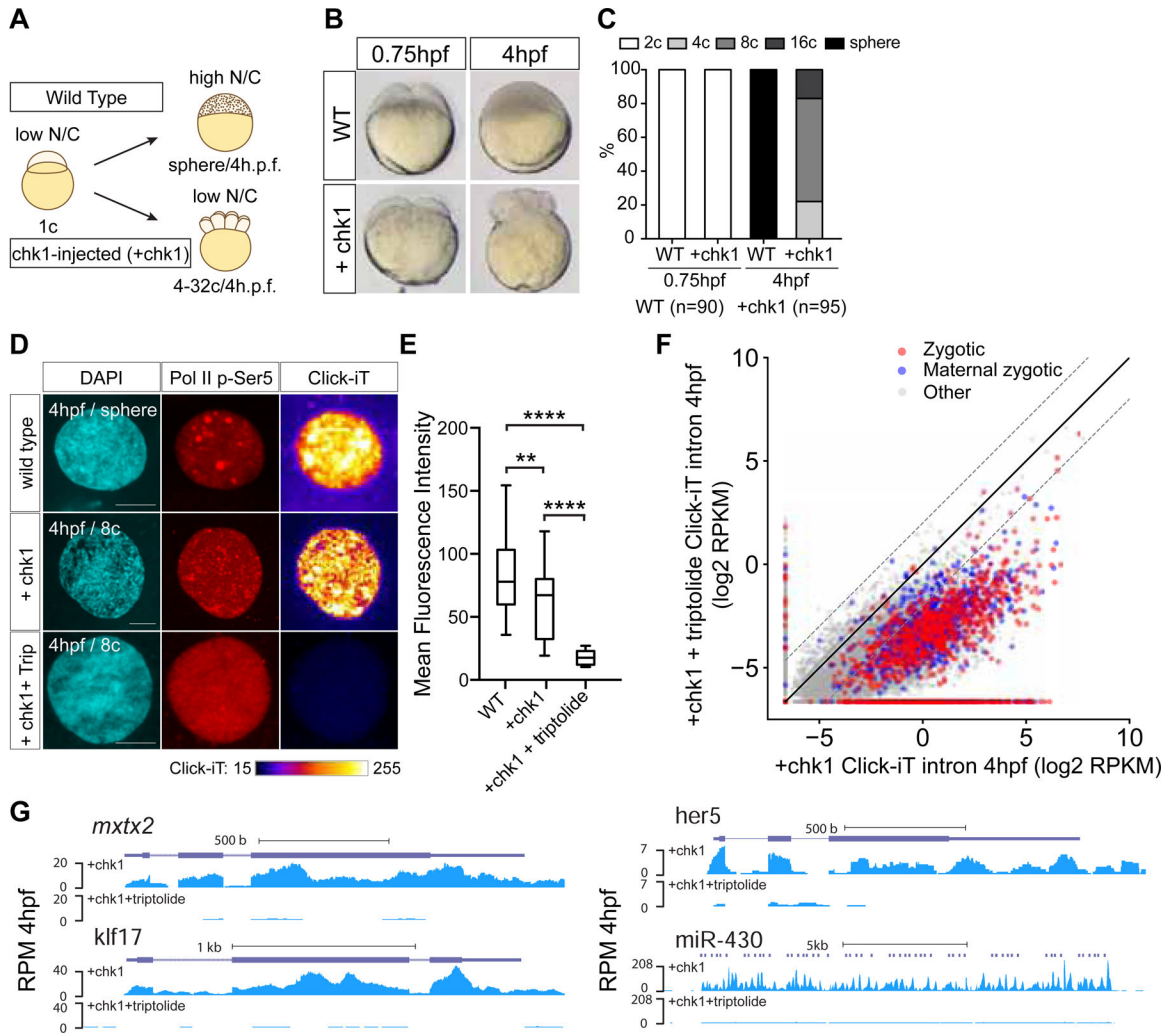 A
Wild Type
low N/C
1c
chk1-injected (+chk1)
high N/C
sphere/4h.p.f.
low N/C
4-32c/4h.p.f.
B
0.75hpf
4hpf
WT
+ chk1
C
2c
4c
8c
16c
sphere
100
80
60
40
20
0
%
WT
+chk1
WT
+chk1
0.75hpf
4hpf
WT (n=90)
+chk1 (n=95)
D
DAPI
Pol II p-Ser5
Click-iT
wild type
4hpf / sphere
+ chk1
4hpf / 8c
+ chk1+ Trip
4hpf / 8c
Click-iT: 15
255
E
Mean Fluorescence Intensity
200
150
100
50
0
****
**
****
WT
+chk1
+chk1 + triptolide
F
Zygotic
Maternal zygotic
Other
+chk1 + triptolide Click-iT intron 4hpf
(log2 RPKM)
10
5
0
−5
−5
0
5
10
+chk1 Click-iT intron 4hpf (log2 RPKM)
G
RPM 4hpf
mxtx2
500 b
20
+chk1
0
20
+chk1+triptolide
0
klf17
1 kb
40
+chk1
0
40
+chk1+triptolide
0
RPM 4hpf
her5
500 b
7
+chk1
0
7
+chk1+triptolide
0
miR-430
5kb
208
+chk1
0
208
+chk1+triptolide
0